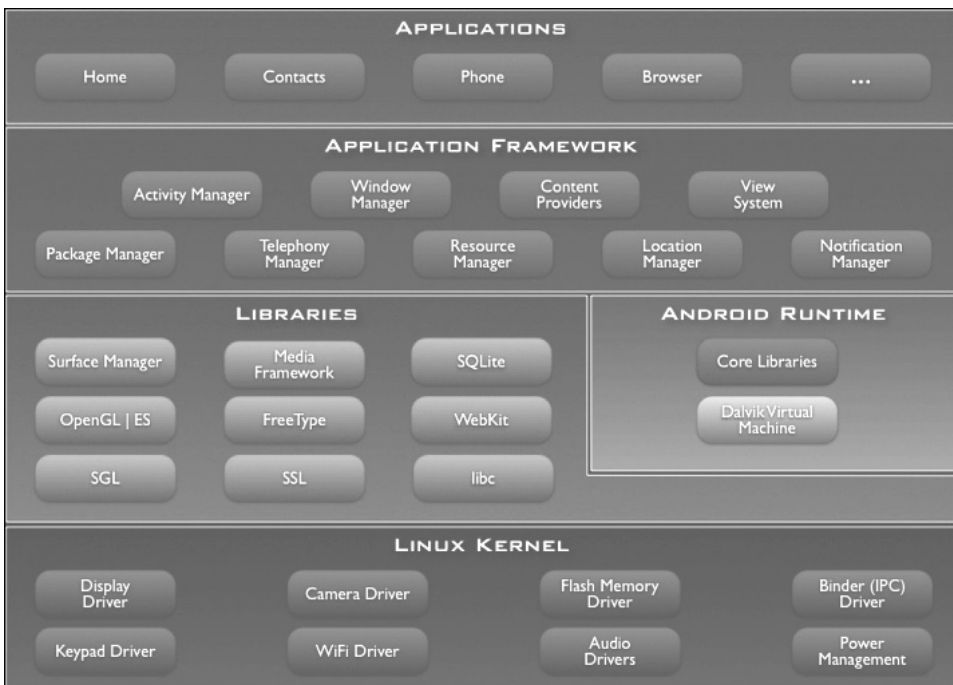 APPLICATIONS
Home
Contacts
Phone
Browser
...
APPLICATION FRAMEWORK
Activity Manager
Window
Manager
Content
Providers
View
System
Package Manager
Telephony
Manager
Resource
Manager
Location
Manager
Notification
Manager
LIBRARIES
Surface Manager
Media
Framework
SQLite
OpenGL | ES
FreeType
WebKit
SGL
SSL
libc
ANDROID RUNTIME
Core Libraries
Dalvik Virtual
Machine
LINUX KERNEL
Display
Driver
Camera Driver
Flash Memory
Driver
Binder (IPC)
Driver
Keypad Driver
WiFi Driver
Audio
Drivers
Power
Management